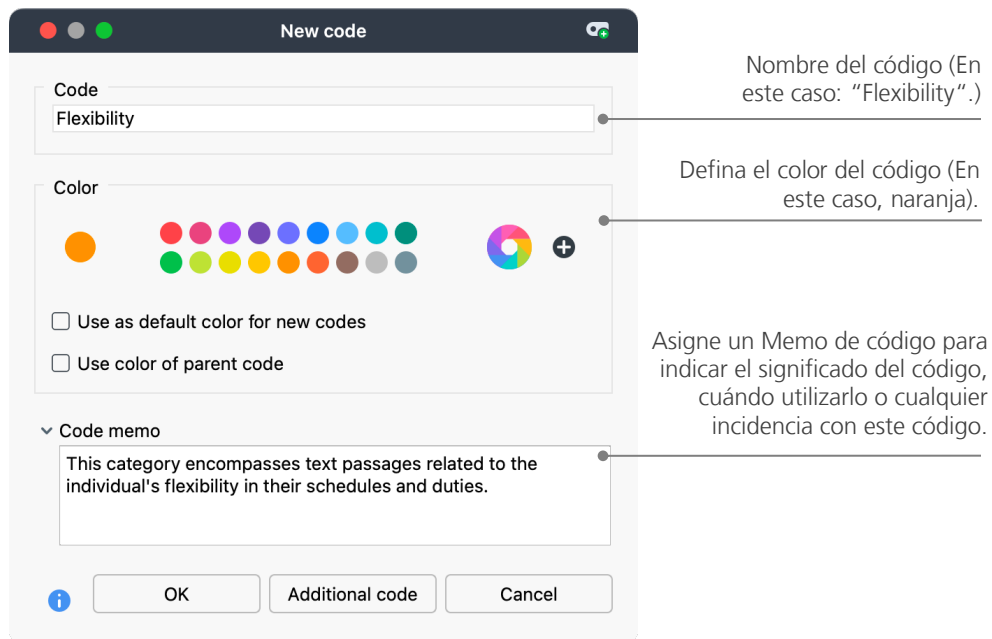 New code
Code
Flexibility
Nombre del código (En
este caso: “Flexibility“.)
Color
Defina el color del código (En
este caso, naranja).
Use as default color for new codes
Use color of parent code
Asigne un Memo de código para
indicar el significado del código,
cuándo utilizarlo o cualquier
incidencia con este código.
Code memo
This category encompasses text passages related to the
individual's flexibility in their schedules and duties.
OK
Additional code
Cancel